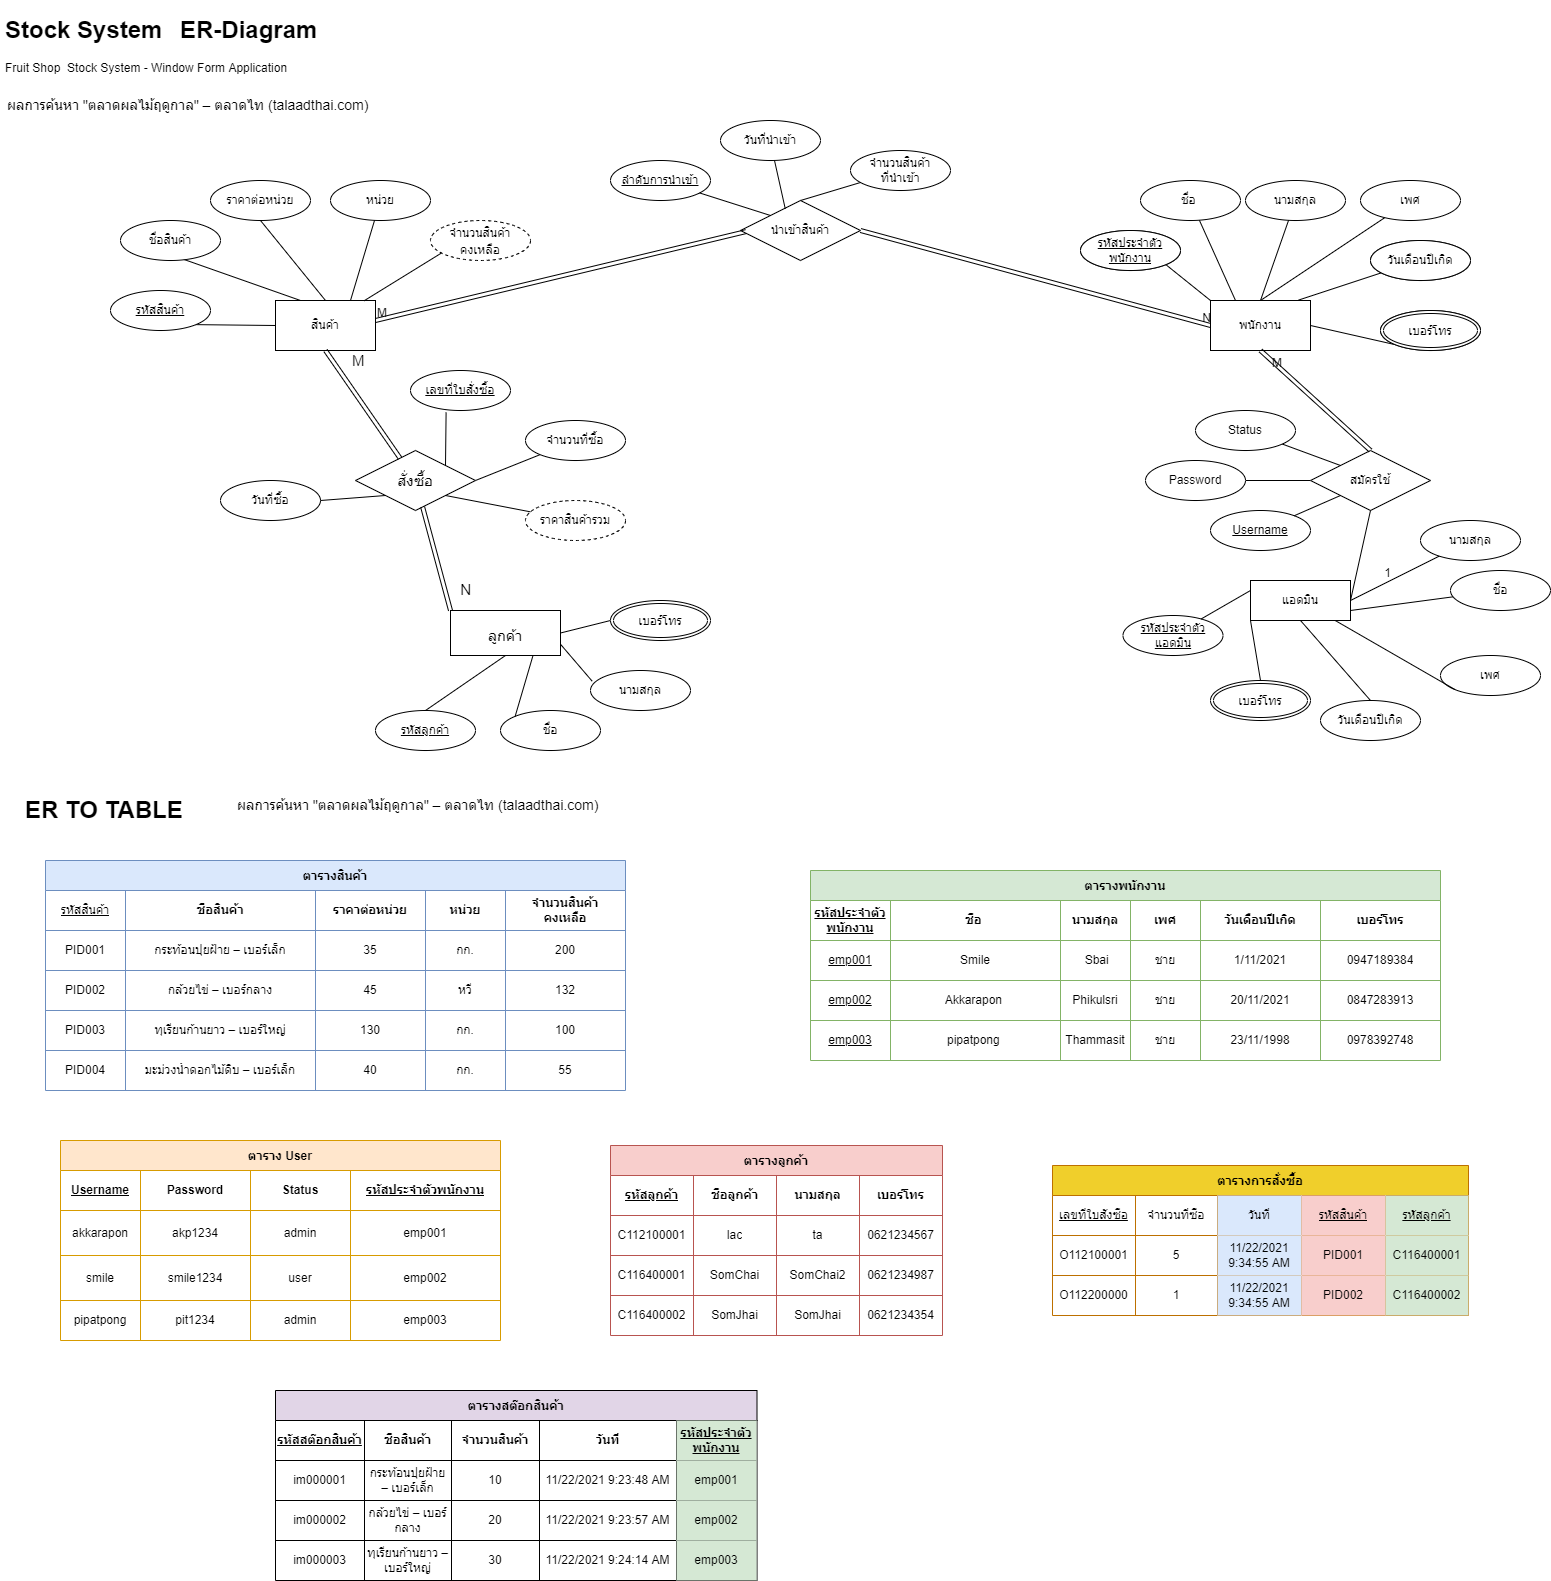 Stock System ER-Diagram
Fruit Shop Stock System - Window Form Application
ผลการค้นหา "ตลาดผลไม้ฤดูกาล" – ตลาดไท (talaadthai.com)
วันที่นำเข้า
ลำดับการนำเข้า
จำนวนสินค้า
ที่นำเข้า
นำเข้าสินค้า
ราคาต่อหน่วย
หน่วย
ชื่อสินค้า
จำนวนสินค้า
คงเหลือ
รหัสสินค้า
สินค้า
M
M
ชื่อ
นามสกุล
เพศ
รหัสประจำตัว
พนักงาน
วันเดือนปีเกิด
N
พนักงาน
เบอร์โทร
M
เลขที่ใบสั่งซื้อ
จำนวนที่ซื้อ
สั่งซื้อ
วันที่ซื้อ
ราคาสินค้ารวม
N
ลูกค้า
เบอร์โทร
นามสกุล
รหัสลูกค้า
ชื่อ
Status
Password
สมัครใช้
Username
นามสกุล
1
ชื่อ
แอดมิน
รหัสประจำตัว
แอดมิน
เพศ
เบอร์โทร
วันเดือนปีเกิด
ER TO TABLE
ผลการค้นหา "ตลาดผลไม้ฤดูกาล" – ตลาดไท (talaadthai.com)
ตารางสินค้า
รหัสสินค้า ชื่อสินค้า ราคาต่อหน่วย หน่วย จำนวนสินค้า
คงเหลือ
PID001 กระท้อนปุยฝ้าย – เบอร์เล็ก 35 กก. 200
PID002 กล้วยไข่ – เบอร์กลาง 45 หวี 132
PID003 ทุเรียนก้านยาว – เบอร์ใหญ่ 130 กก. 100
PID004 มะม่วงน้ำดอกไม้ดิบ – เบอร์เล็ก 40 กก. 55
ตารางพนักงาน
รหัสประจำตัว
พนักงาน ชื่อ นามสกุล เพศ วันเดือนปีเกิด เบอร์โทร
emp001 Smile Sbai ชาย 1/11/2021 0947189384
emp002 Akkarapon Phikulsri ชาย 20/11/2021 0847283913
emp003 pipatpong Thammasit ชาย 23/11/1998 0978392748
ตาราง User
Username Password Status รหัสประจำตัวพนักงาน
akkarapon akp1234 admin emp001
smile smile1234 user emp002
pipatpong pit1234 admin emp003
ตารางลูกค้า
รหัสลูกค้า ชื่อลูกค้า นามสกุล เบอร์โทร
C112100001 lac ta 0621234567
C116400001 SomChai SomChai2 0621234987
C116400002 SomJhai SomJhai 0621234354
ตารางการสั่งซื้อ
เลขที่ใบสั่งซื้อ จำนวนที่ซื้อ วันที่ รหัสสินค้า รหัสลูกค้า
O112100001 5 11/22/2021
9:34:55 AM PID001 C116400001
O112200000 1 11/22/2021
9:34:55 AM PID002 C116400002
ตารางสต๊อกสินค้า
รหัสสต๊อกสินค้า ชื่อสินค้า จำนวนสินค้า วันที่ รหัสประจำตัว
พนักงาน
im000001 กระท้อนปุยฝ้าย
– เบอร์เล็ก 10 11/22/2021 9:23:48 AM emp001
im000002 กล้วยไข่ – เบอร์
กลาง 20 11/22/2021 9:23:57 AM emp002
im000003 ทุเรียนก้านยาว –
เบอร์ใหญ่ 30 11/22/2021 9:24:14 AM emp003